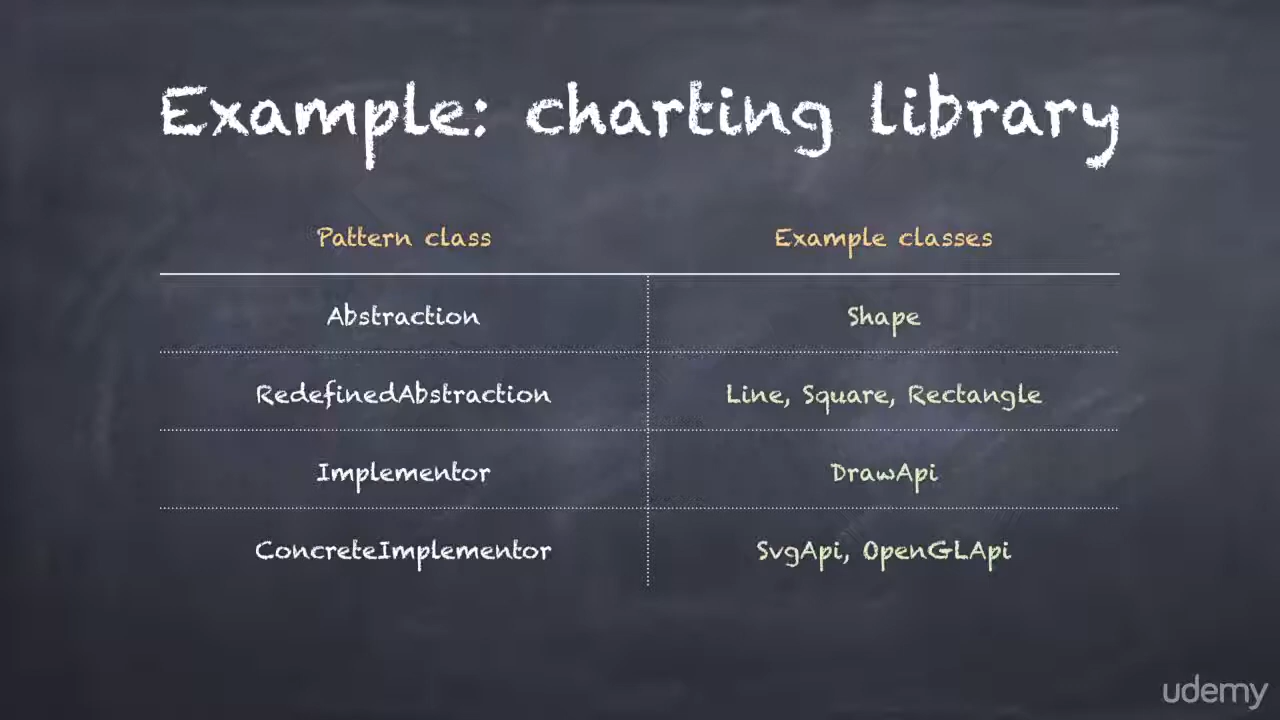 Example: charting library
Pattern class Example classes
Abstraction Shape
RedefinedAbstraction Line, Square, Rectangle
Implementor DrawApi
ConcreteImplementor SvgApi, OpenGLApi
udemy